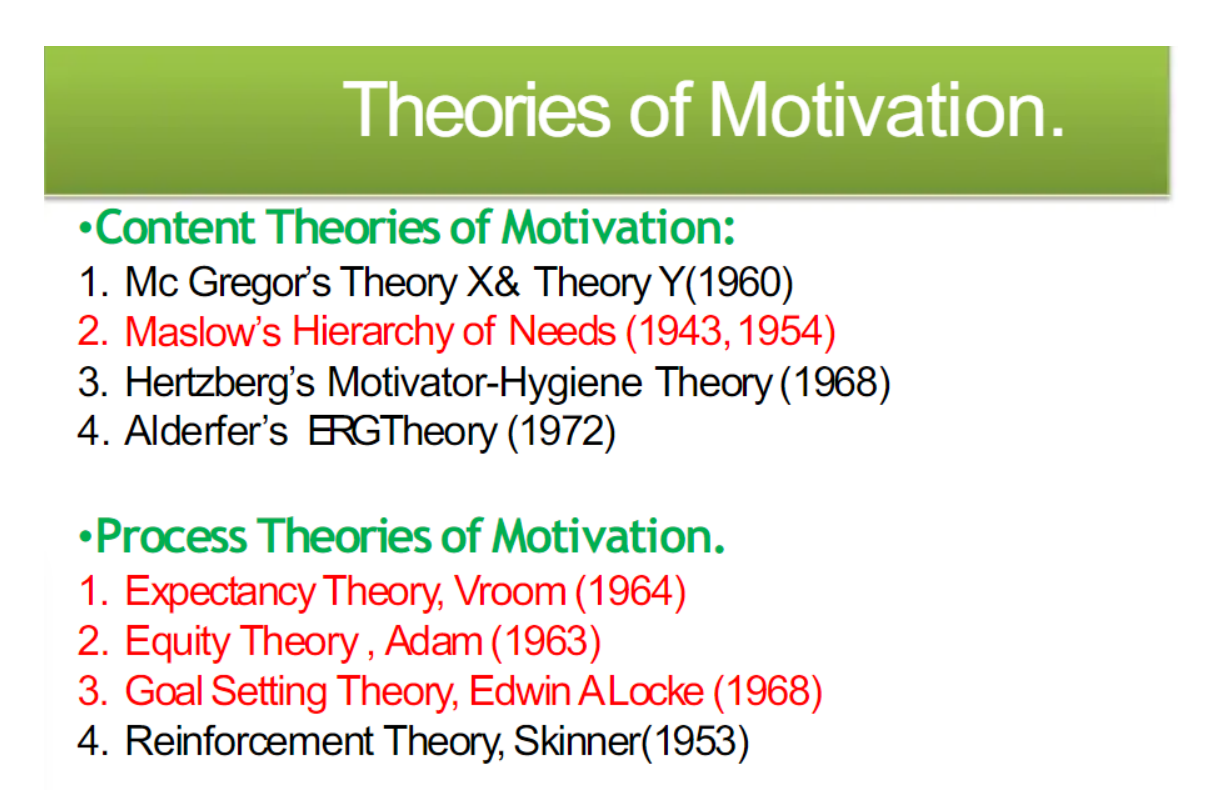 Theories of Motivation.
•Content Theories of Motivation:
1. Mc Gregor's Theory X& Theory Y(1960)
2. Maslow's Hierarchy of Needs (1943, 1954)
3. Hertzberg's Motivator-Hygiene Theory (1968)
4. Alderfer's ERGTheory (1972)
•Process Theories of Motivation.
1. Expectancy Theory, Vroom (1964)
2. Equity Theory , Adam (1963)
3. Goal Setting Theory, Edwin A Locke (1968)
4. Reinforcement Theory, Skinner(1953)